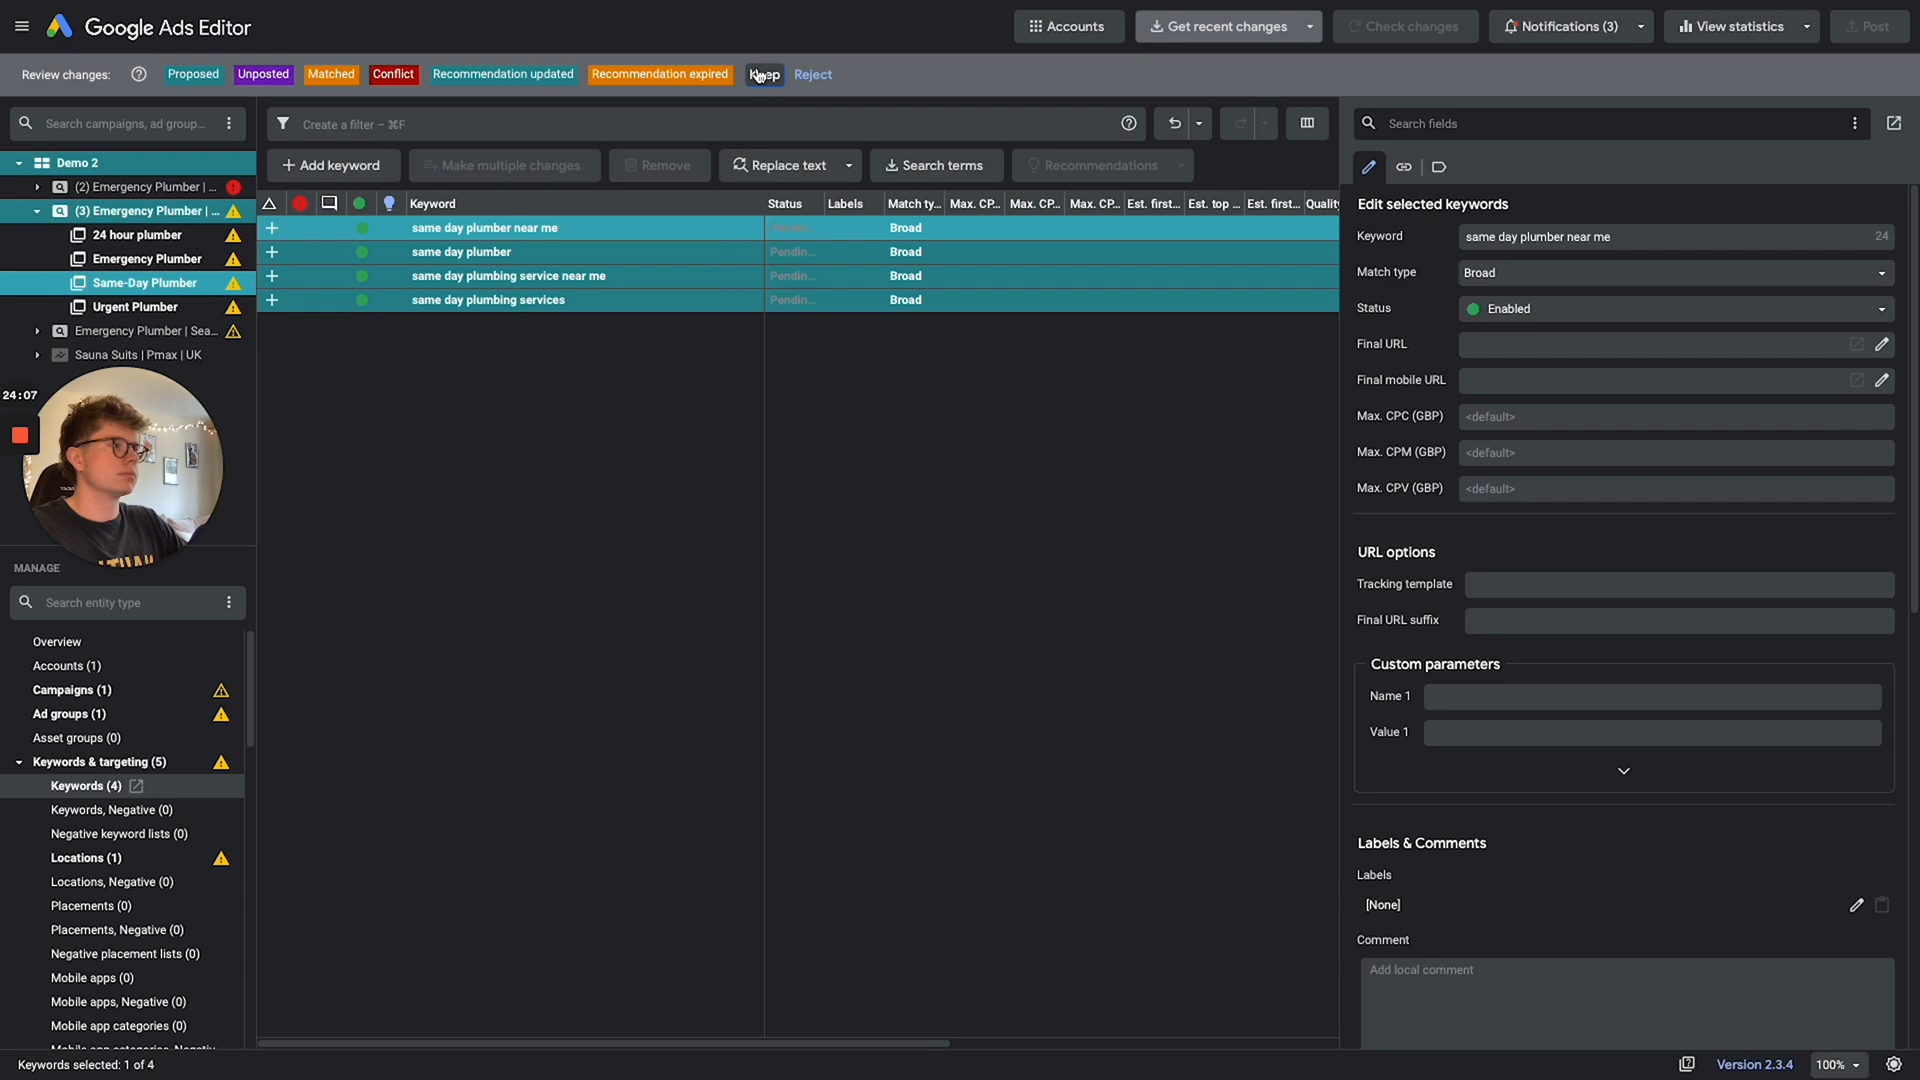 Google Ads Editor
Accounts
Get recent changes
Check changes
Notifications (3)
View statistics
Post
Review changes:
Proposed
Unposted
Matched
Conflict
Recommendation updated
Recommendation expired
Keep
Reject
Search campaigns, ad group...
Create a filter – ⌘F
Search fields
Demo 2
(2) Emergency Plumber | ...
(3) Emergency Plumber | ...
24 hour plumber
Emergency Plumber
Same-Day Plumber
Urgent Plumber
Emergency Plumber | Sea...
Sauna Suits | Pmax | UK
24:07
Add keyword
Make multiple changes
Remove
Replace text
Search terms
Recommendations
Keyword Status Labels Match ty... Max. CP... Max. CP... Max. CP... Est. first... Est. top ... Est. first... Quality
same day plumber near me Pendin... Broad
same day plumber Pendin... Broad
same day plumbing service near me Pendin... Broad
same day plumbing services Pendin... Broad
Edit selected keywords
Keyword same day plumber near me 24
Match type Broad
Status Enabled
Final URL
Final mobile URL
Max. CPC (GBP) <default>
Max. CPM (GBP) <default>
Max. CPV (GBP) <default>
URL options
Tracking template
Final URL suffix
Custom parameters
Name 1
Value 1
Labels & Comments
Labels
[None]
Comment
Add local comment
MANAGE
Search entity type
Overview
Accounts (1)
Campaigns (1)
Ad groups (1)
Asset groups (0)
Keywords & targeting (5)
Keywords (4)
Keywords, Negative (0)
Negative keyword lists (0)
Locations (1)
Locations, Negative (0)
Placements (0)
Placements, Negative (0)
Negative placement lists (0)
Mobile apps (0)
Mobile apps, Negative (0)
Mobile app categories (0)
Keywords selected: 1 of 4
Version 2.3.4
100%